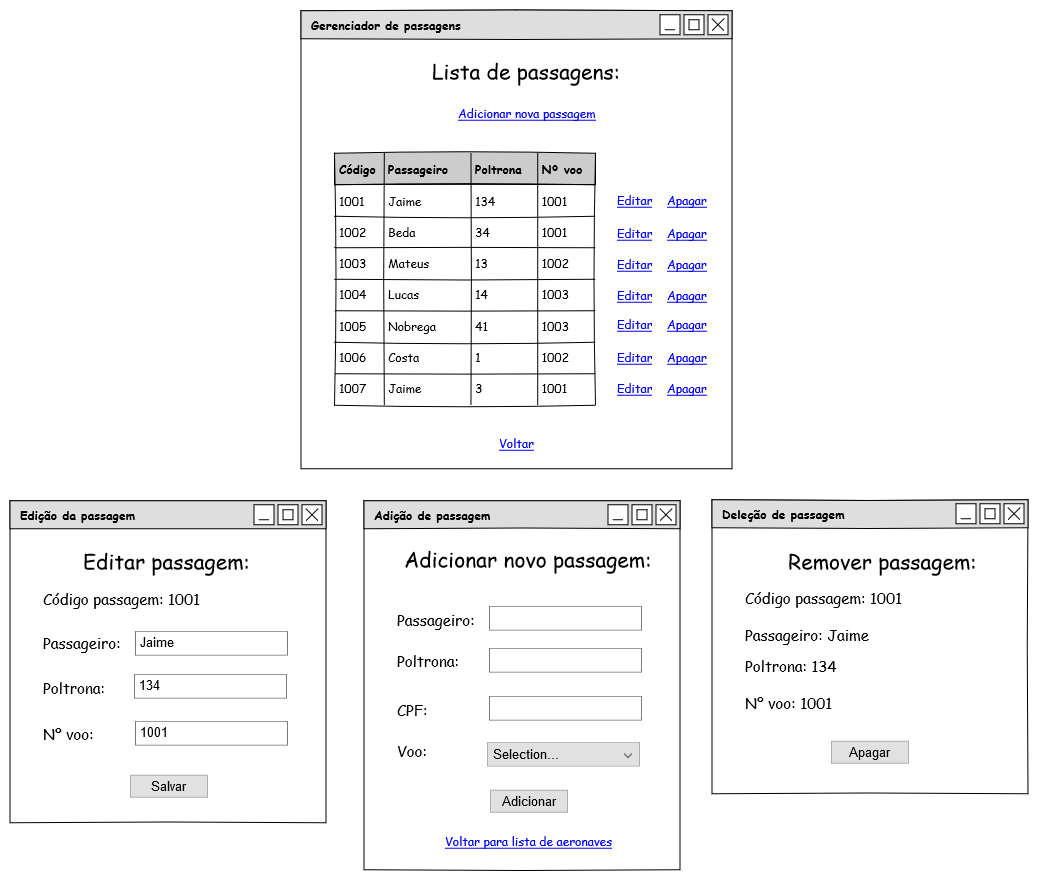 Gerenciador de passagens
Lista de passagens:
Adicionar nova passagem
Código Passageiro Poltrona Nº voo
1001 Jaime 134 1001 Editar Apagar
1002 Beda 34 1001 Editar Apagar
1003 Mateus 13 1002 Editar Apagar
1004 Lucas 14 1003 Editar Apagar
1005 Nobrega 41 1003 Editar Apagar
1006 Costa 1 1002 Editar Apagar
1007 Jaime 3 1001 Editar Apagar
Voltar
Edição da passagem
Editar passagem:
Código passagem: 1001
Passageiro: Jaime
Poltrona: 134
Nº voo: 1001
Salvar
Adição de passagem
Adicionar novo passagem:
Passageiro:
Poltrona:
CPF:
Voo: Selection...
Adicionar
Voltar para lista de aeronaves
Deleção de passagem
Remover passagem:
Código passagem: 1001
Passageiro: Jaime
Poltrona: 134
Nº voo: 1001
Apagar